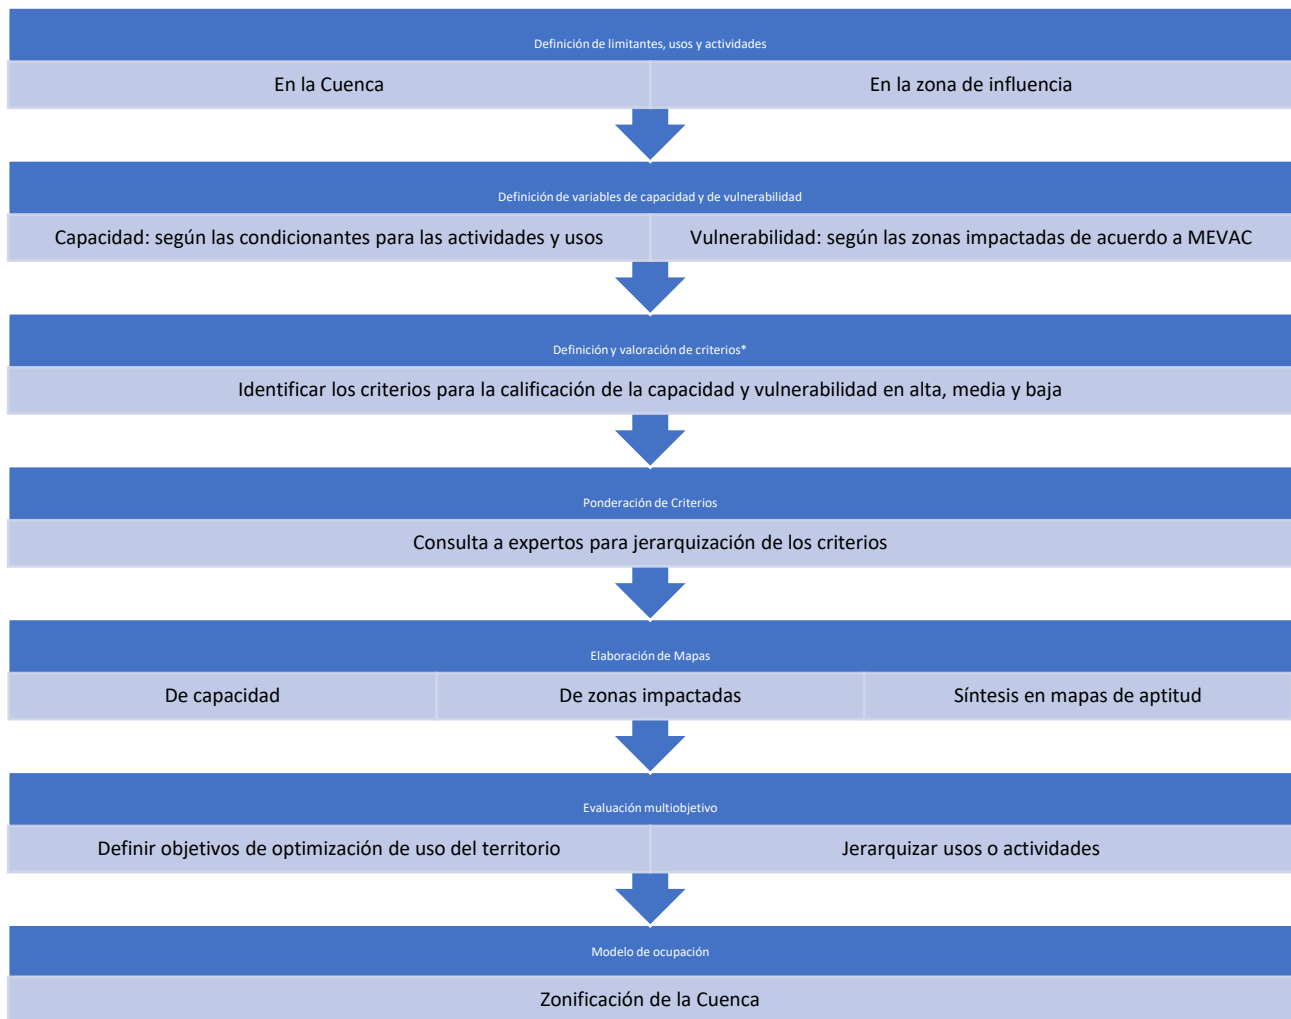 Definición de limitantes, usos y actividades
En la Cuenca
En la zona de influencia
Definición de variables de capacidad y de vulnerabilidad
Capacidad: según las condicionantes para las actividades y usos
Vulnerabilidad: según las zonas impactadas de acuerdo a MEVAC
Definición y valoración de criterios*
Identificar los criterios para la calificación de la capacidad y vulnerabilidad en alta, media y baja
Ponderación de Criterios
Consulta a expertos para jerarquización de los criterios
Elaboración de Mapas
De capacidad
De zonas impactadas
Síntesis en mapas de aptitud
Evaluación multiobjetivo
Definir objetivos de optimización de uso del territorio
Jerarquizar usos o actividades
Modelo de ocupación
Zonificación de la Cuenca